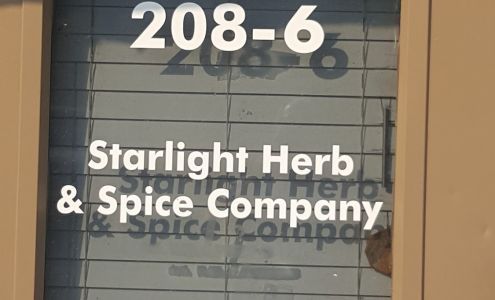 208-6
Starlight Herb
& Spice Company